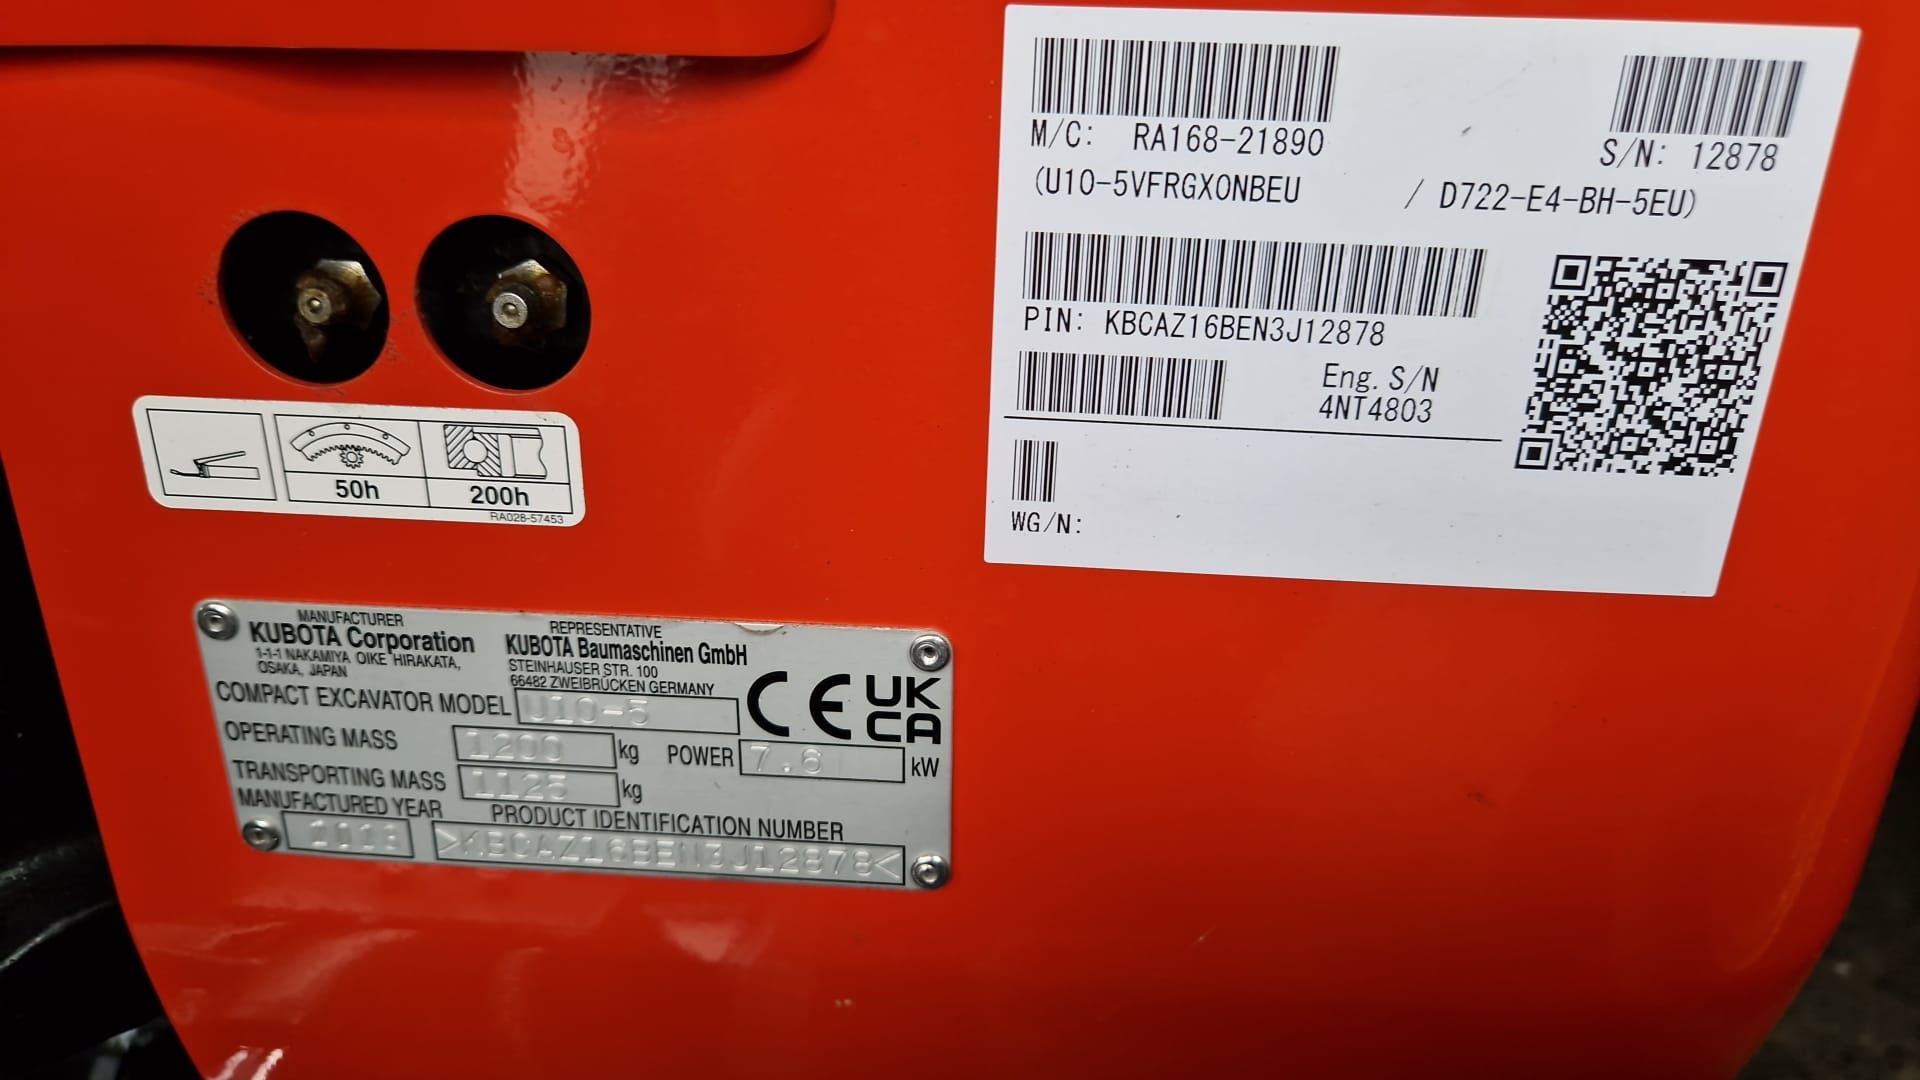 M/C: RA168-21890
S/N: 12878
(U10-5VFRGX0NBEU / D722-E4-BH-5EU)
PIN: KBCAZ16BEN3J12878
Eng. S/N
4NT4803
WG/N:
50h
200h
RA028-57453
MANUFACTURER
KUBOTA Corporation
1-1-1 NAKAMIYA OIKE HIRAKATA,
OSAKA, JAPAN
REPRESENTATIVE
KUBOTA Baumaschinen GmbH
STEINHAUSER STR. 100
66482 ZWEIBRÜCKEN GERMANY
CE UK
CA
COMPACT EXCAVATOR MODEL U10-5
OPERATING MASS 1200 kg POWER kW
TRANSPORTING MASS 1125 kg
MANUFACTURED YEAR
PRODUCT IDENTIFICATION NUMBER
>KBCAZ16BEN3J12878<